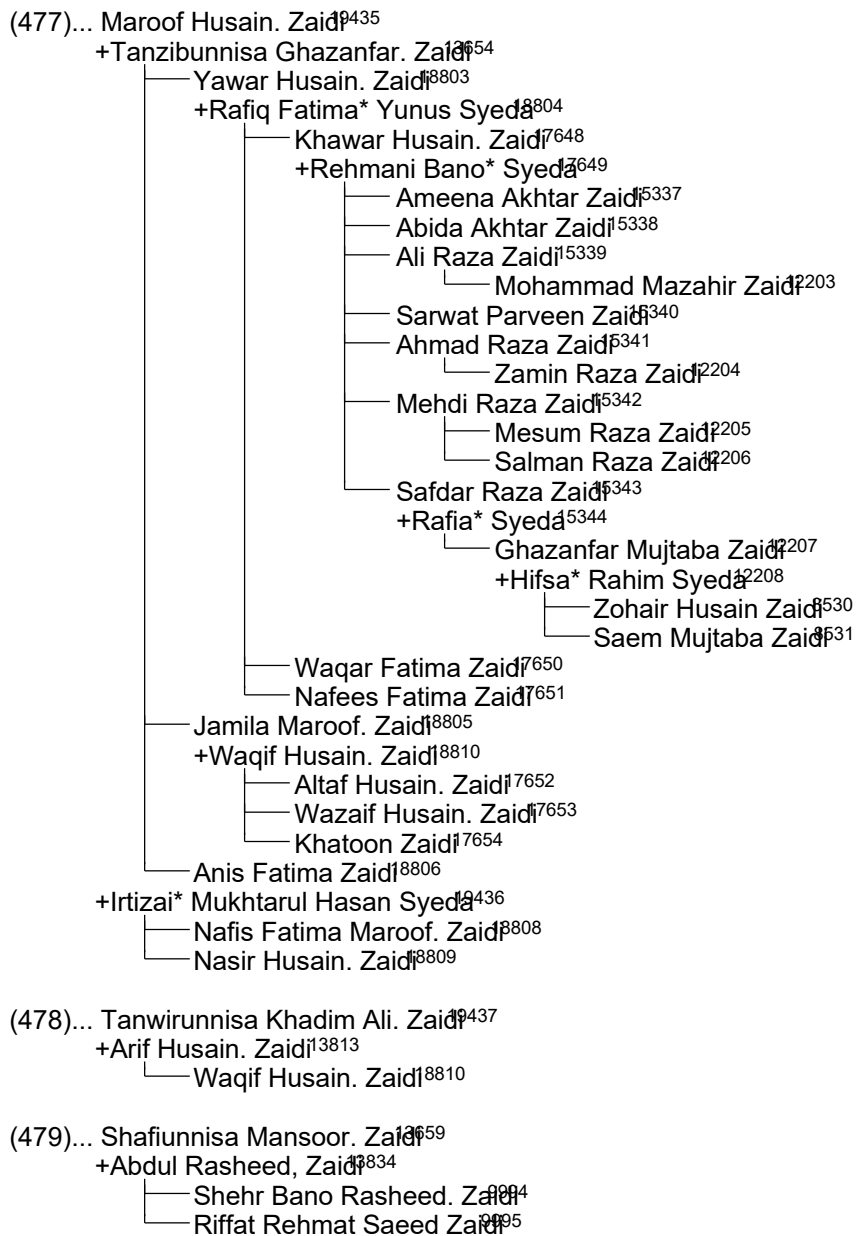 (477)... Maroof Husain. Zaidi19435
+Tanzibunnisa Ghazanfar. Zaidi13654
Yawar Husain. Zaidi18803
+Rafiq Fatima* Yunus Syeda18804
Khawar Husain. Zaidi17648
+Rehmani Bano* Syeda17649
Ameena Akhtar Zaidi15337
Abida Akhtar Zaidi15338
Ali Raza Zaidi15339
Mohammad Mazahir Zaidi12203
Sarwat Parveen Zaidi15340
Ahmad Raza Zaidi15341
Zamin Raza Zaidi12204
Mehdi Raza Zaidi15342
Mesum Raza Zaidi12205
Salman Raza Zaidi12206
Safdar Raza Zaidi15343
+Rafia* Syeda15344
Ghazanfar Mujtaba Zaidi12207
+Hifsa* Rahim Syeda12208
Zohair Husain Zaidi8530
Saem Mujtaba Zaidi8531
Waqar Fatima Zaidi17650
Nafees Fatima Zaidi17651
Jamila Maroof. Zaidi18805
+Waqif Husain. Zaidi18810
Altaf Husain. Zaidi17652
Wazaif Husain. Zaidi17653
Khatoon Zaidi17654
Anis Fatima Zaidi18806
+Irtizai* Mukhtarul Hasan Syeda19436
Nafis Fatima Maroof. Zaidi18808
Nasir Husain. Zaidi18809
(478)... Tanwirunnisa Khadim Ali. Zaidi19437
+Arif Husain. Zaidi13813
Waqif Husain. Zaidi18810
(479)... Shafiunnisa Mansoor. Zaidi13659
+Abdul Rasheed, Zaidi13834
Shehr Bano Rasheed. Zaidi9994
Riffat Rehmat Saeed Zaidi9995